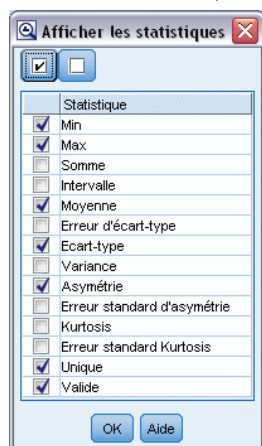 Afficher les statistiques
Statistique
Min
Max
Somme
Intervalle
Moyenne
Erreur d'écart-type
Ecart-type
Variance
Asymétrie
Erreur standard d'asymétrie
Kurtosis
Erreur standard Kurtosis
Unique
Valide
OK Aide